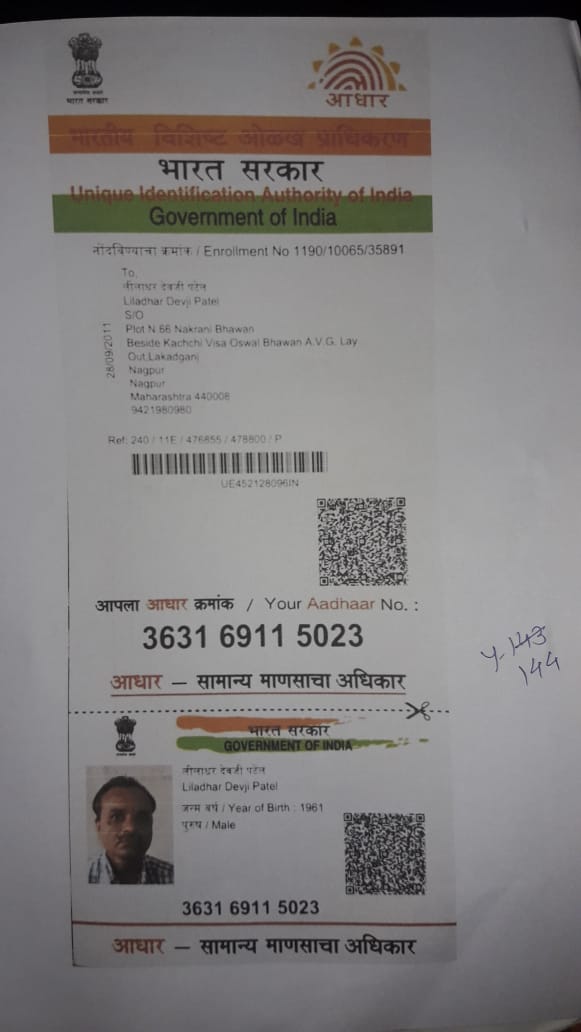 भारत सरकार
आधार
भारतीय विशिष्ट ओळख प्राधिकरण
भारत सरकार
Unique Identification Authority of India
Government of India
नोंदविण्याचा क्रमांक / Enrollment No 1190/10065/35891
28/09/2011
To,
लीलाधर देवजी पटेल
Liladhar Devji Patel
S/O
Plot N 66 Nakrani Bhawan
Beside Kachchi Visa Oswal Bhawan A.V.G. Lay
Out,Lakadganj
Nagpur
Nagpur
Maharashtra 440008
9421980980
Ref: 240 / 11E / 476855 / 478800 / P
UE452128096IN
आपला आधार क्रमांक / Your Aadhaar No. :
3631 6911 5023
आधार – सामान्य माणसाचा अधिकार
143
144
भारत सरकार
GOVERNMENT OF INDIA
लीलाधर देवजी पटेल
Liladhar Devji Patel
जन्म वर्ष / Year of Birth : 1961
पुरुष / Male
3631 6911 5023
आधार – सामान्य माणसाचा अधिकार